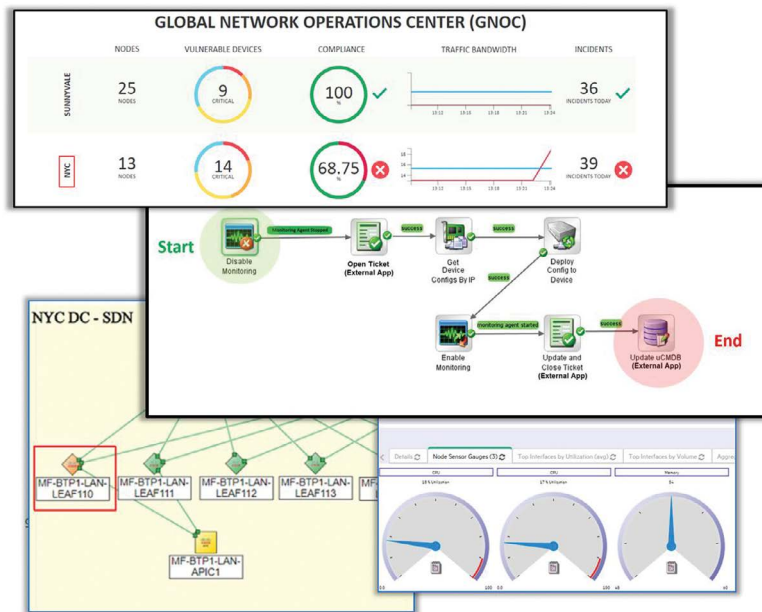 GLOBAL NETWORK OPERATIONS CENTER (GNOC)
NODES VULNERABLE DEVICES COMPLIANCE TRAFFIC BANDWIDTH INCIDENTS
SUNNYVALE
25
NODES
9
CRITICAL
100
%
36
INCIDENTS TODAY
NYC
13
NODES
14
CRITICAL
68.75
%
18
16
14
39
INCIDENTS TODAY
Start
Monitoring Agent Stopped
success
success
Disable
Monitoring
Open Ticket
(External App)
Get
Device
Configs By IP
Deploy
Config to
Device
success
monitoring agent started
success
Enable
Monitoring
Update and
Close Ticket
(External App)
Update uCMDB
(External App)
End
NYC DC - SDN
MF-BTP1-LAN-
LEAF110
MF-BTP1-LAN-
LEAF111
MF-BTP1-LAN-
LEAF112
MF-BTP1-LAN-
LEAF113
MF-BTP1-LAN-
APIC1
Details Node Sensor Gauges (3) Top Interfaces by Utilization (avg) Top Interfaces by Volume
CPU CPU Memory